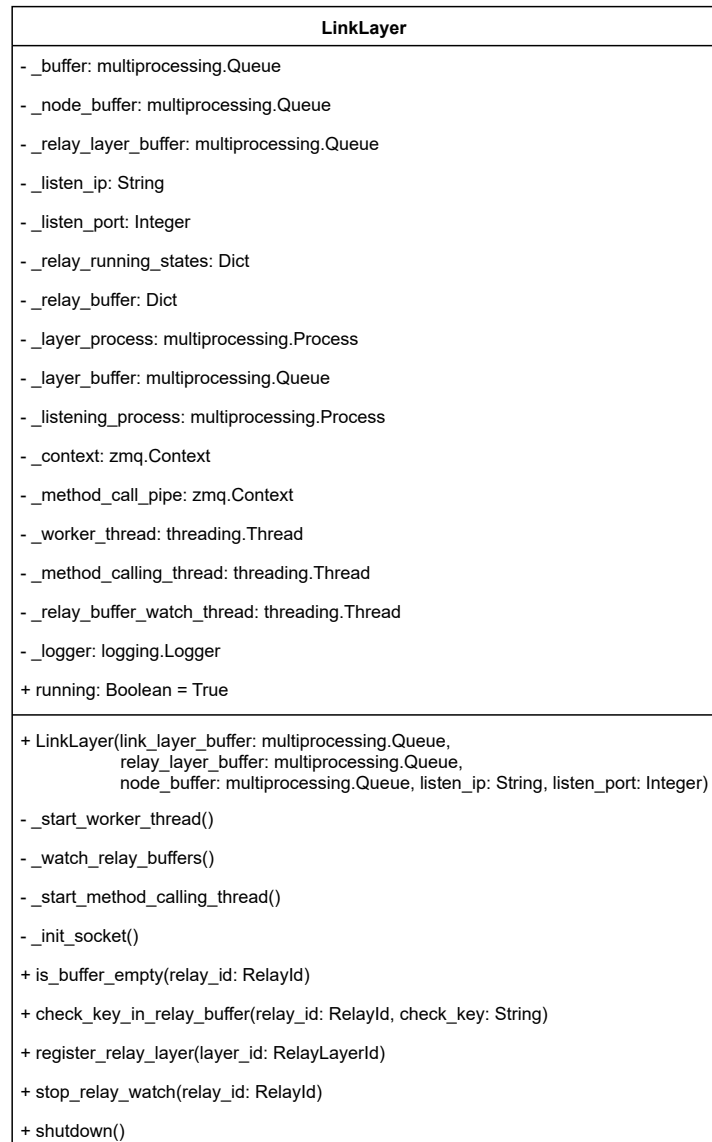 LinkLayer
- _buffer: multiprocessing.Queue
- _node_buffer: multiprocessing.Queue
- _relay_layer_buffer: multiprocessing.Queue
- _listen_ip: String
- _listen_port: Integer
- _relay_running_states: Dict
- _relay_buffer: Dict
- _layer_process: multiprocessing.Process
- _layer_buffer: multiprocessing.Queue
- _listening_process: multiprocessing.Process
- _context: zmq.Context
- _method_call_pipe: zmq.Context
- _worker_thread: threading.Thread
- _method_calling_thread: threading.Thread
- _relay_buffer_watch_thread: threading.Thread
- _logger: logging.Logger
+ running: Boolean = True
+ LinkLayer(link_layer_buffer: multiprocessing.Queue,
relay_layer_buffer: multiprocessing.Queue,
node_buffer: multiprocessing.Queue, listen_ip: String, listen_port: Integer)
- _start_worker_thread()
- _watch_relay_buffers()
- _start_method_calling_thread()
- _init_socket()
+ is_buffer_empty(relay_id: RelayId)
+ check_key_in_relay_buffer(relay_id: RelayId, check_key: String)
+ register_relay_layer(layer_id: RelayLayerId)
+ stop_relay_watch(relay_id: RelayId)
+ shutdown()